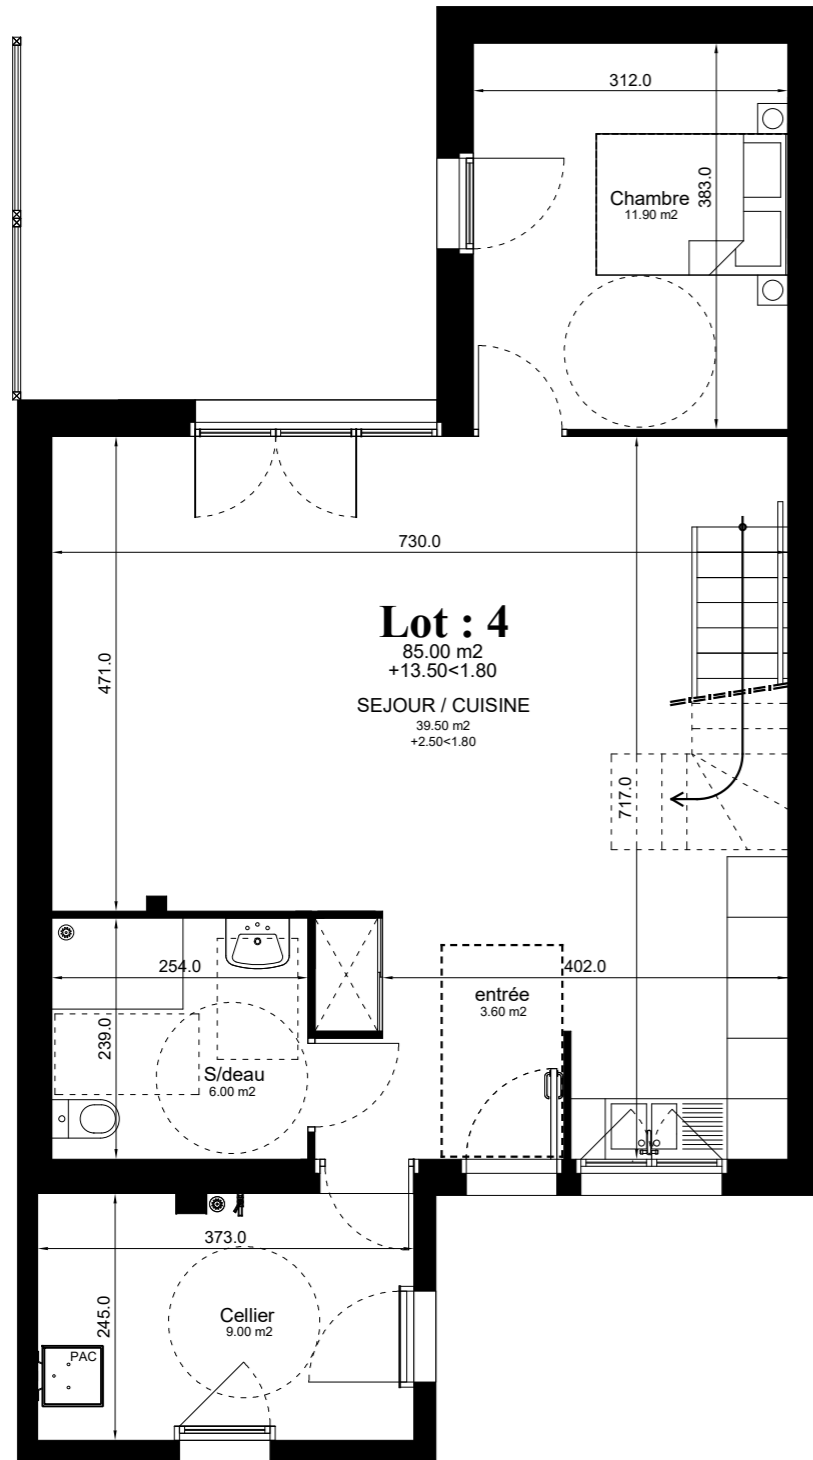 312.0
383.0
Chambre
11.90 m2
730.0
471.0
Lot : 4
85.00 m2
+13.50<1.80
SEJOUR / CUISINE
39.50 m2
+2.50<1.80
717.0
254.0
402.0
entrée
3.60 m2
239.0
S/deau
6.00 m2
373.0
245.0
Cellier
9.00 m2
PAC